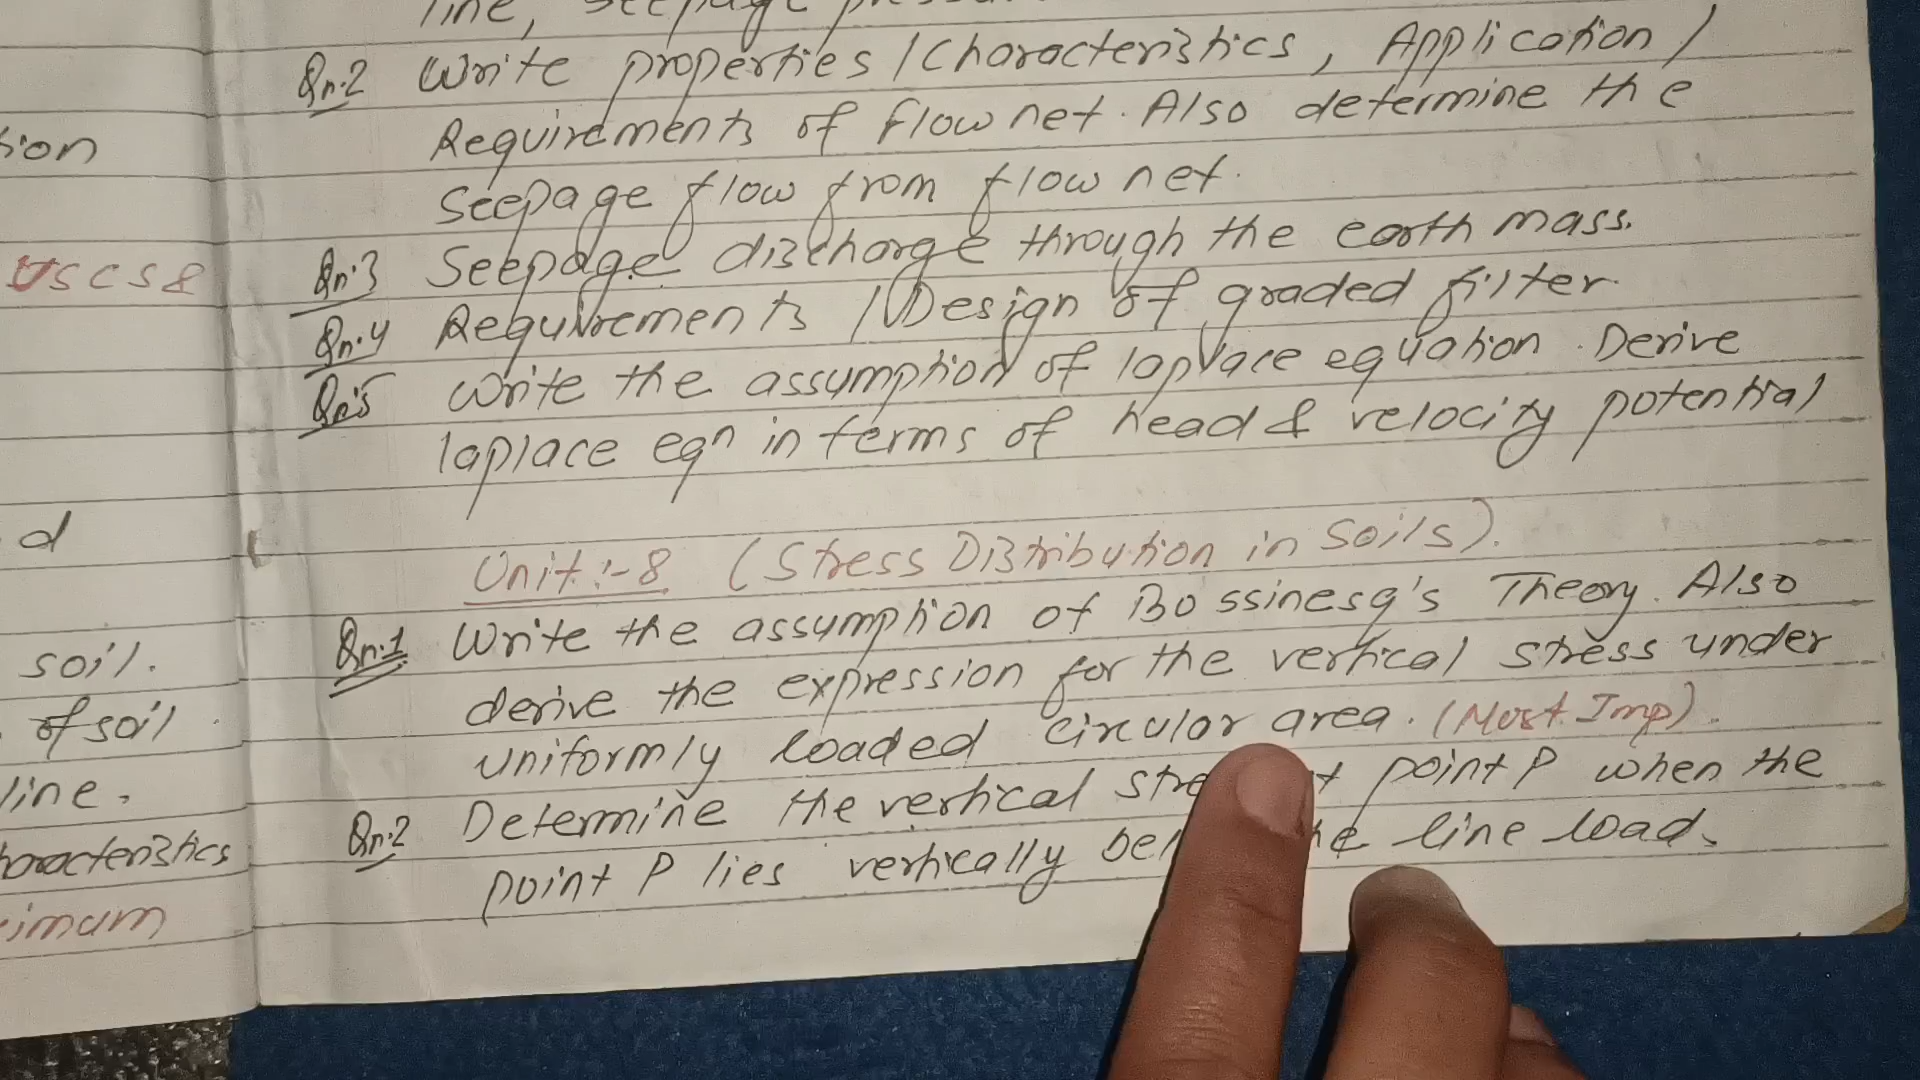 tion
USCS &
d
soil.
of soil
line.
haracteristics
imum
line, seepage
Qn.2 Write properties / Characteristics, Application /
Requirements of flow net. Also determine the
seepage flow from flow net.
Qn.3 Seepage discharge through the earth mass.
Qn.4 Requirements / Design of graded filter.
Qn.5 Write the assumption of laplace equation. Derive
laplace eqn in terms of head & velocity potential
Unit:-8 (Stress Distribution in Soils).
Qn.1 Write the assumption of Bossinesq's Theory. Also
derive the expression for the vertical stress under
uniformly loaded circular area. (Most Imp).
Qn.2 Determine the vertical point P when the
point P lies vertically line load.